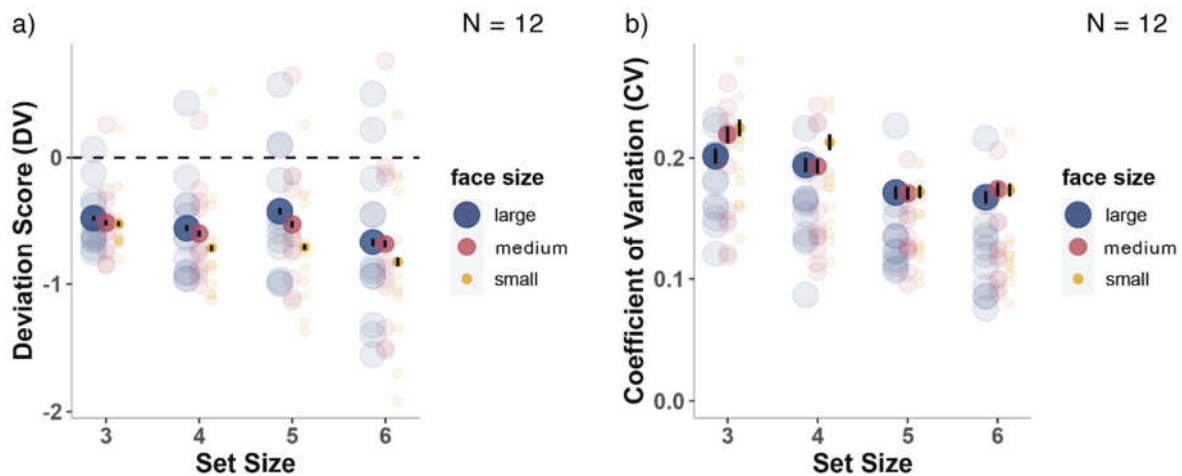 a)
N = 12
Deviation Score (DV)
0
-1
-2
3
4
5
6
Set Size
face size
large
medium
small
b)
N = 12
Coefficient of Variation (CV)
0.2
0.1
0.0
3
4
5
6
Set Size
face size
large
medium
small